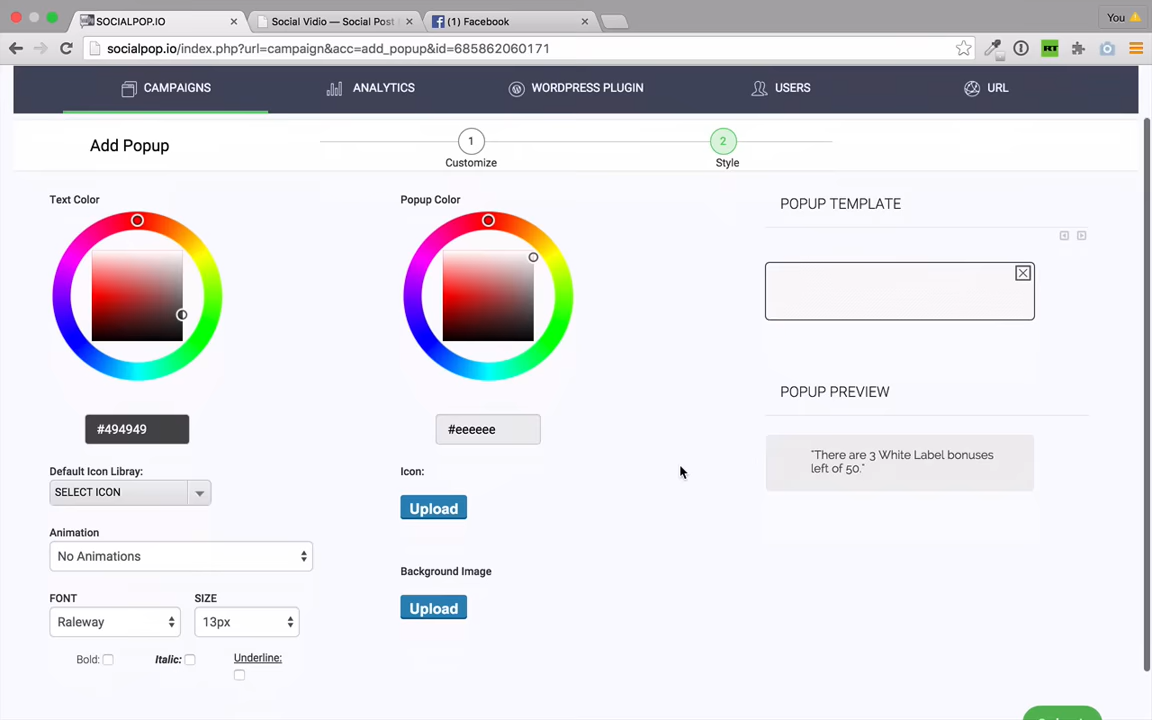 SOCIALPOP.IO
Social Vidio — Social Post
(1) Facebook
You
socialpop.io/index.php?url=campaign&acc=add_popup&id=685862060171
RT
CAMPAIGNS
ANALYTICS
WORDPRESS PLUGIN
USERS
URL
Add Popup
1
Customize
2
Style
Text Color
Popup Color
POPUP TEMPLATE
#494949
#eeeeee
POPUP PREVIEW
"There are 3 White Label bonuses
left of 50."
Default Icon Libray:
SELECT ICON
Icon:
Upload
Animation
No Animations
Background Image
Upload
FONT
SIZE
Raleway
13px
Bold:
Italic:
Underline: